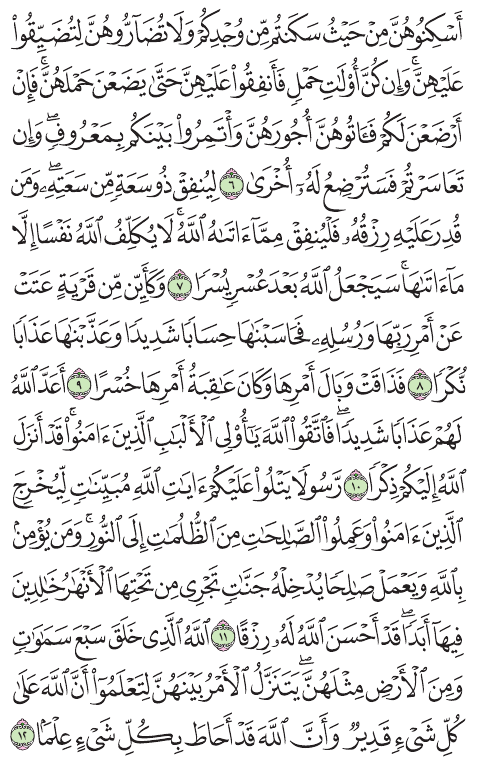 أَسْكِنُوهُنَّ مِنْ حَيْثُ سَكَنتُم مِّن وُجْدِكُمْ وَلَا تُضَآرُّوهُنَّ لِتُضَيِّقُوا۟
عَلَيْهِنَّ ۚ وَإِن كُنَّ أُو۟لَـٰتِ حَمْلٍ فَأَنفِقُوا۟ عَلَيْهِنَّ حَتَّىٰ يَضَعْنَ حَمْلَهُنَّ ۚ فَإِنْ
أَرْضَعْنَ لَكُمْ فَـَٔاتُوهُنَّ أُجُورَهُنَّ وَأْتَمِرُوا۟ بَيْنَكُم بِمَعْرُوفٍ ۖ وَإِن
تَعَاسَرْتُمْ فَسَتُرْضِعُ لَهُۥٓ أُخْرَىٰ ٦ لِيُنفِقْ ذُو سَعَةٍ مِّن سَعَتِهِۦ ۖ وَمَن
قُدِرَ عَلَيْهِ رِزْقُهُۥ فَلْيُنفِقْ مِمَّآ ءَاتَىٰهُ ٱللَّهُ ۚ لَا يُكَلِّفُ ٱللَّهُ نَفْسًا إِلَّا
مَآ ءَاتَىٰهَا ۚ سَيَجْعَلُ ٱللَّهُ بَعْدَ عُسْرٍ يُسْرًا ٧ وَكَأَيِّن مِّن قَرْيَةٍ عَتَتْ
عَنْ أَمْرِ رَبِّهَا وَرُسُلِهِۦ فَحَاسَبْنَـٰهَا حِسَابًا شَدِيدًا وَعَذَّبْنَـٰهَا عَذَابًا
نُّكْرًا ٨ فَذَاقَتْ وَبَالَ أَمْرِهَا وَكَانَ عَـٰقِبَةُ أَمْرِهَا خُسْرًا ٩ أَعَدَّ ٱللَّهُ
لَهُمْ عَذَابًا شَدِيدًا ۖ فَٱتَّقُوا۟ ٱللَّهَ يَـٰٓأُو۟لِى ٱلْأَلْبَـٰبِ ٱلَّذِينَ ءَامَنُوا۟ ۚ قَدْ أَنزَلَ
ٱللَّهُ إِلَيْكُمْ ذِكْرًا ١٠ رَّسُولًا يَتْلُوا۟ عَلَيْكُمْ ءَايَـٰتِ ٱللَّهِ مُبَيِّنَـٰتٍ لِّيُخْرِجَ
ٱلَّذِينَ ءَامَنُوا۟ وَعَمِلُوا۟ ٱلصَّـٰلِحَـٰتِ مِنَ ٱلظُّلُمَـٰتِ إِلَى ٱلنُّورِ ۚ وَمَن يُؤْمِنۢ
بِٱللَّهِ وَيَعْمَلْ صَـٰلِحًا يُدْخِلْهُ جَنَّـٰتٍ تَجْرِى مِن تَحْتِهَا ٱلْأَنْهَـٰرُ خَـٰلِدِينَ
فِيهَآ أَبَدًا ۖ قَدْ أَحْسَنَ ٱللَّهُ لَهُۥ رِزْقًا ١١ ٱللَّهُ ٱلَّذِى خَلَقَ سَبْعَ سَمَـٰوَٰتٍ
وَمِنَ ٱلْأَرْضِ مِثْلَهُنَّ ۖ يَتَنَزَّلُ ٱلْأَمْرُ بَيْنَهُنَّ لِتَعْلَمُوٓا۟ أَنَّ ٱللَّهَ عَلَىٰ
كُلِّ شَىْءٍ قَدِيرٌ وَأَنَّ ٱللَّهَ قَدْ أَحَاطَ بِكُلِّ شَىْءٍ عِلْمًۢا ١٢